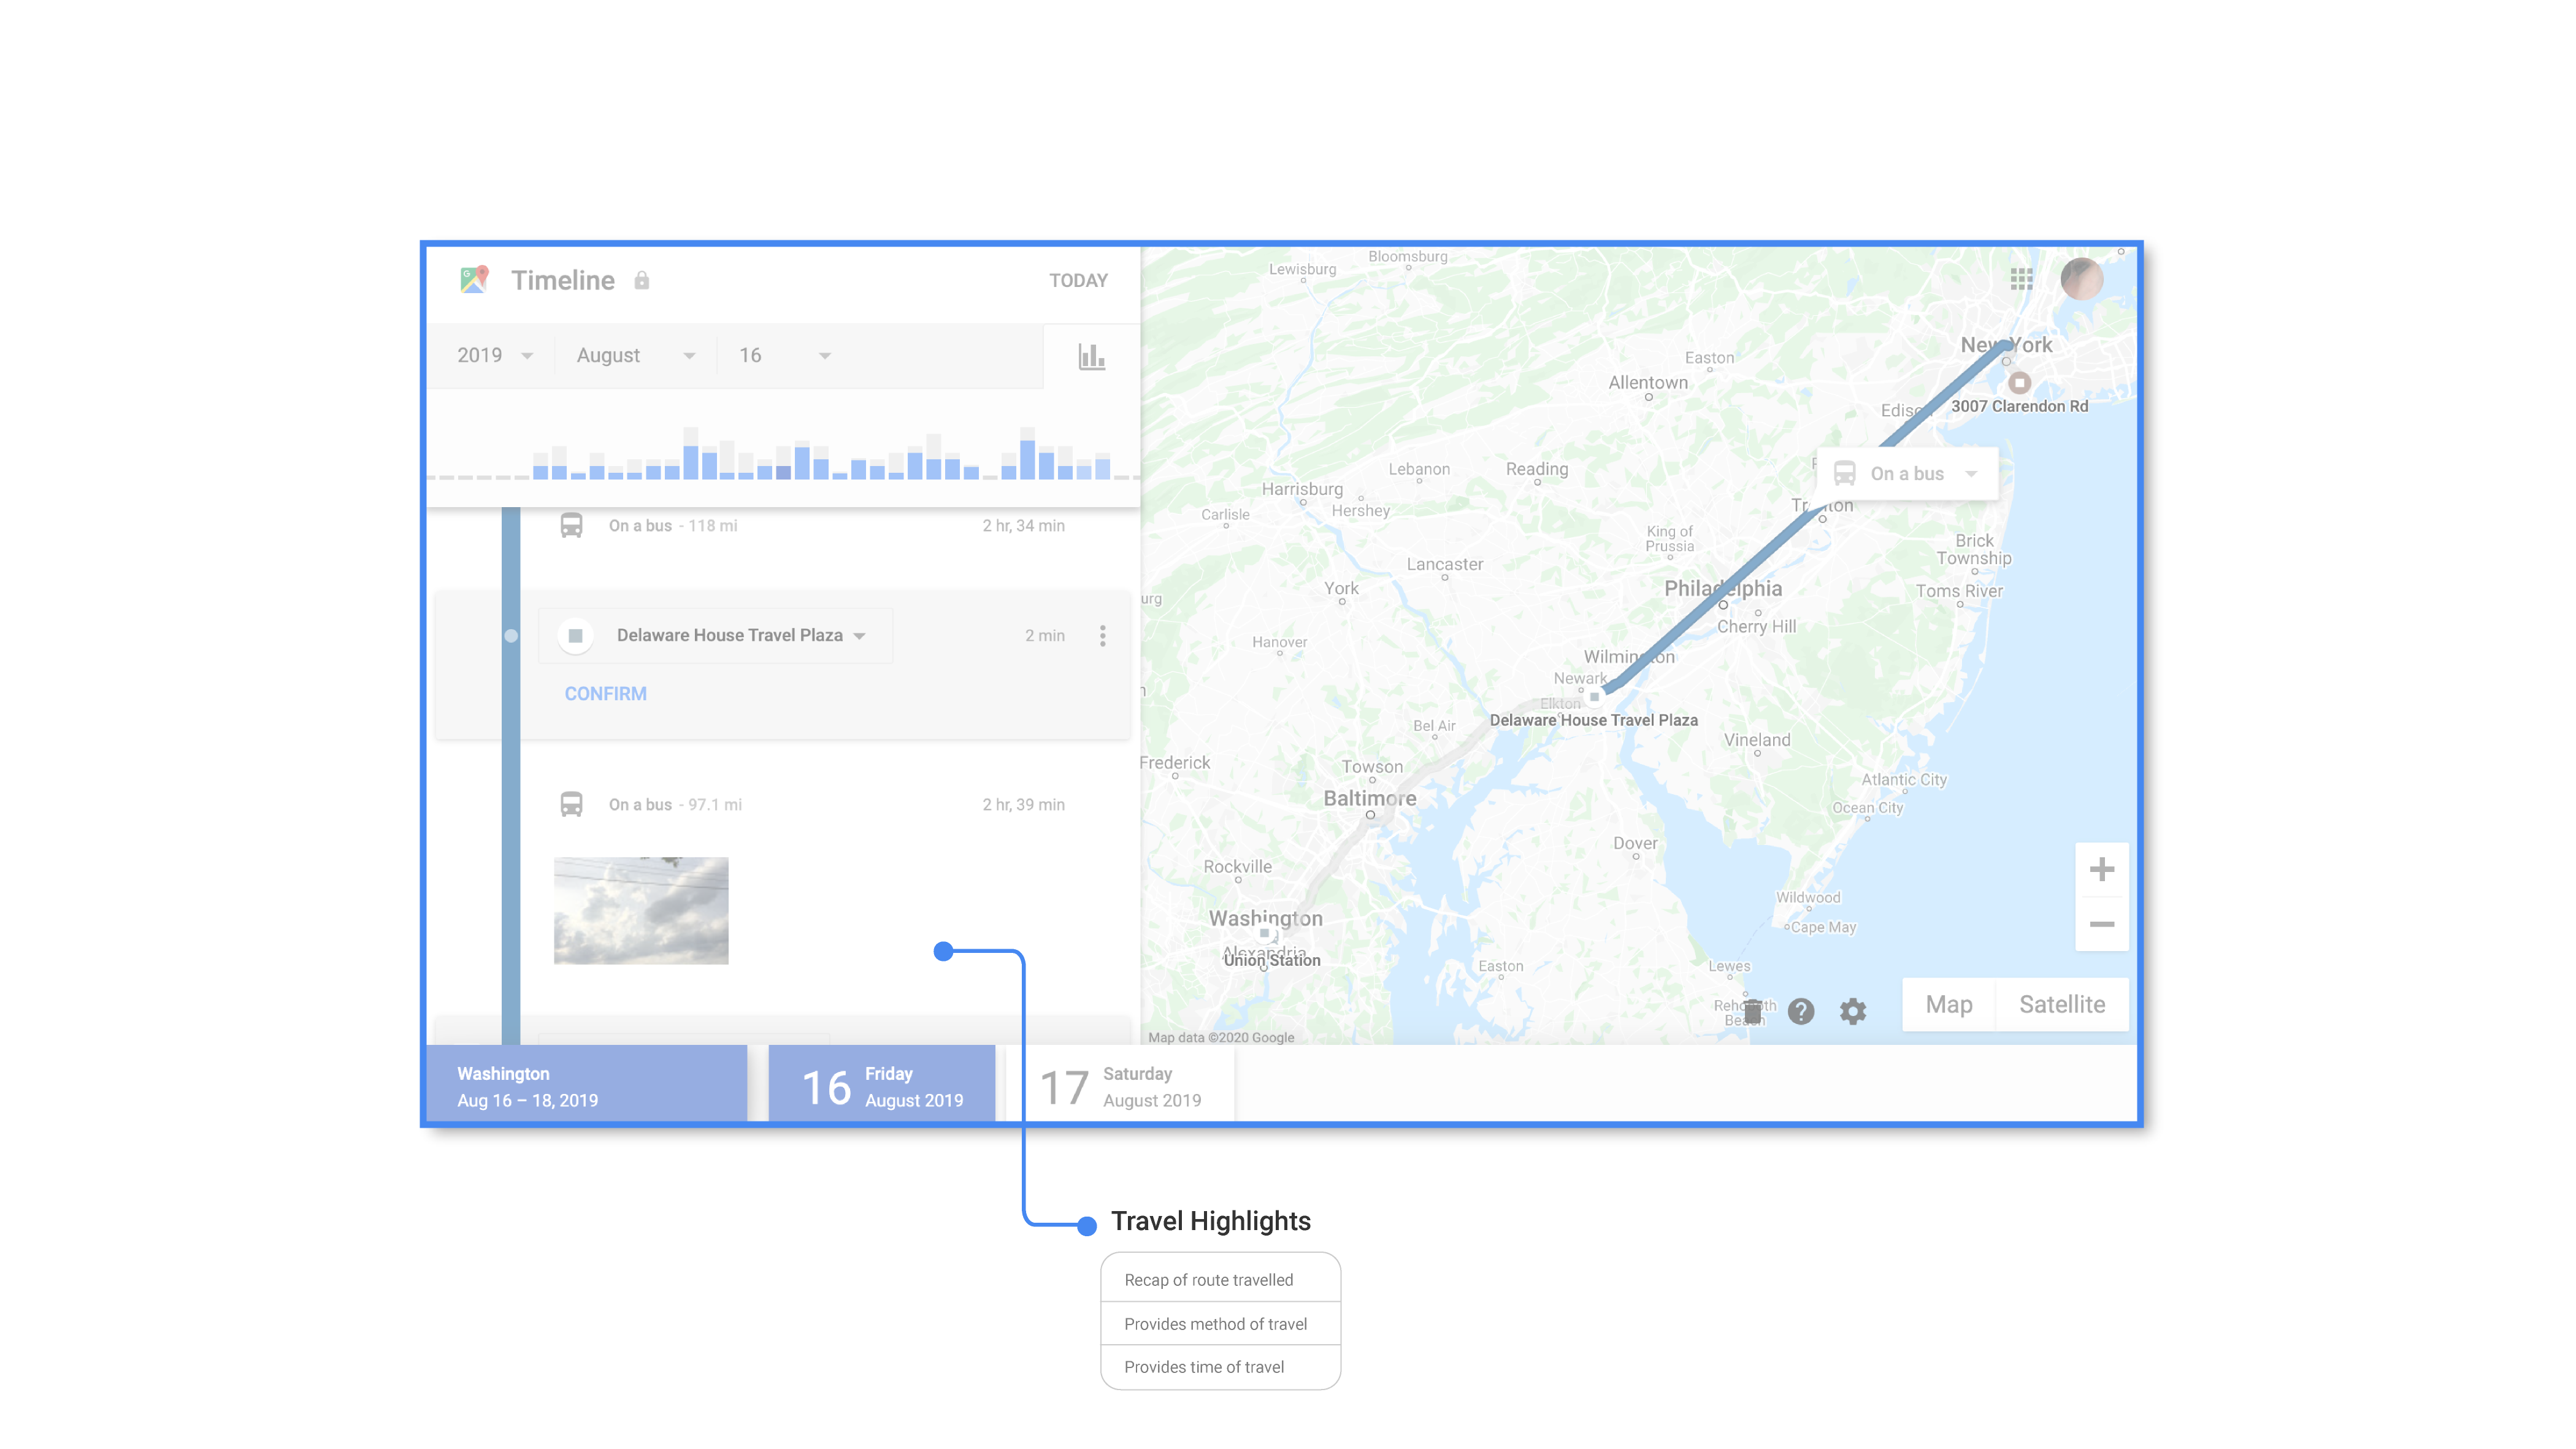 Timeline
TODAY
2019
August
16
On a bus - 118 mi
2 hr, 34 min
Delaware House Travel Plaza
2 min
CONFIRM
On a bus - 97.1 mi
2 hr, 39 min
Washington
Aug 16 – 18, 2019
16
Friday
August 2019
17
Saturday
August 2019
Lewisburg
Bloomsburg
New York
3007 Clarendon Rd
Easton
Allentown
Edison
On a bus
Lebanon
Reading
Harrisburg
Hershey
Carlisle
Trenton
King of
Prussia
Brick
Township
Lancaster
York
Philadelphia
Toms River
urg
Cherry Hill
Hanover
Wilmington
Newark
Elkton
Delaware House Travel Plaza
Bel Air
Vineland
Frederick
Towson
Atlantic City
Baltimore
Ocean City
Dover
Rockville
Wildwood
Washington
Cape May
Alexandria
Union Station
Easton
Lewes
Rehoboth
Beach
Map
Satellite
Map data ©2020 Google
Travel Highlights
Recap of route travelled
Provides method of travel
Provides time of travel